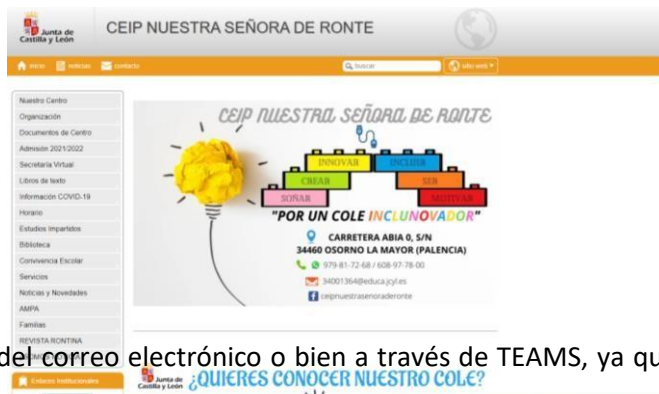 Junta de
Castilla y León
CEIP NUESTRA SEÑORA DE RONTE
inicio noticias contacto
buscar
sitio web
Nuestro Centro
Organización
Documentos de Centro
Admisión 2021/2022
Secretaría Virtual
Libros de texto
Información COVID-19
Horario
Estudios Impartidos
Biblioteca
Convivencia Escolar
Servicios
Noticias y Novedades
AMPA
Familias
REVISTA RONTINA
Enlaces Institucionales
CEIP NUESTRA SEÑORA DE RONTE
INNOVAR INCLUIR
CREAR SER
SOÑAR MOTIVAR
"POR UN COLE INCLUNOVADOR"
CARRETERA ABIA 0, S/N
34460 OSORNO LA MAYOR (PALENCIA)
979-81-72-68 / 608-97-78-00
34001364@educa.jcyl.es
ceipnuestrasenoraderonte
del correo electrónico o bien a través de TEAMS, ya qu
Junta de
Castilla y León
¿QUIERES CONOCER NUESTRO COLE?